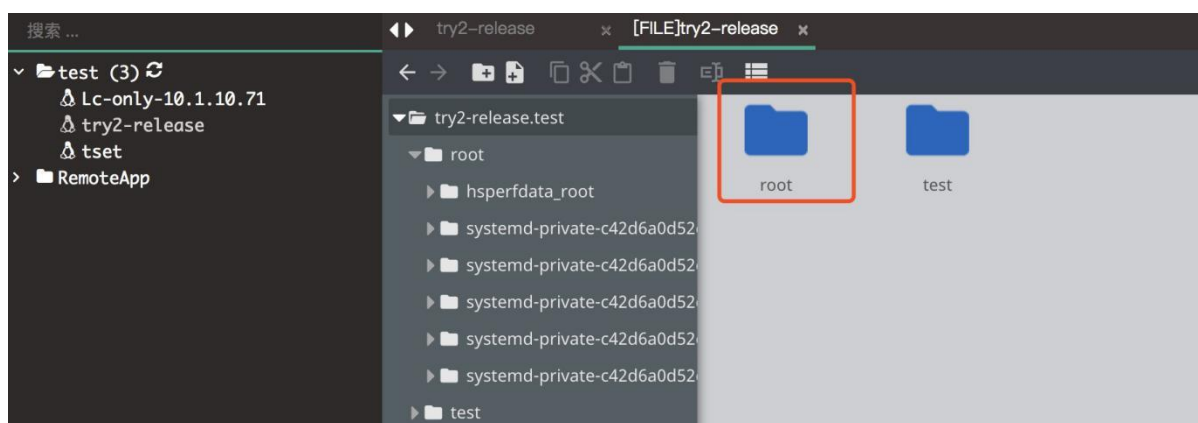 搜索 ...
test (3)
Lc-only-10.1.10.71
try2-release
tset
RemoteApp
try2-release
[FILE]try2-release
try2-release.test
root
hsperfdata_root
systemd-private-c42d6a0d52
systemd-private-c42d6a0d52
systemd-private-c42d6a0d52
systemd-private-c42d6a0d52
systemd-private-c42d6a0d52
test
root
test